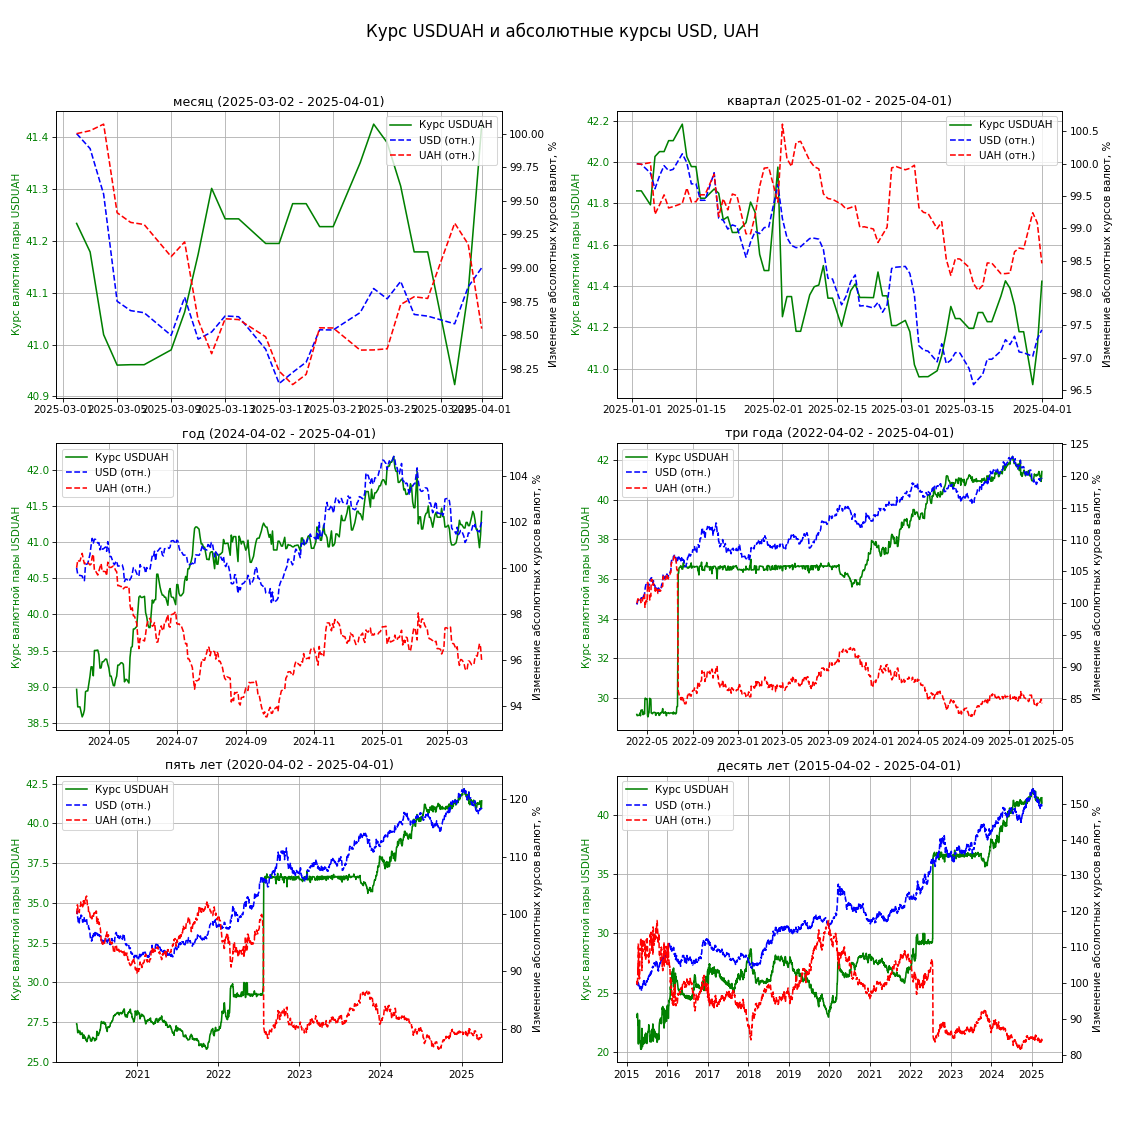 Курс USDUAH и абсолютные курсы USD, UAH
месяц (2025-03-02 - 2025-04-01)
Курс валютной пары USDUAH
41.4
41.3
41.2
41.1
41.0
40.9
Курс USDUAH
USD (отн.)
UAH (отн.)
100.00
99.75
99.50
99.25
99.00
98.75
98.50
98.25
Изменение абсолютных курсов валют, %
2025-03-01 2025-03-05 2025-03-09 2025-03-13 2025-03-17 2025-03-21 2025-03-25 2025-03-29 2025-04-01
квартал (2025-01-02 - 2025-04-01)
Курс валютной пары USDUAH
42.2
42.0
41.8
41.6
41.4
41.2
41.0
Курс USDUAH
USD (отн.)
UAH (отн.)
100.5
100.0
99.5
99.0
98.5
98.0
97.5
97.0
96.5
Изменение абсолютных курсов валют, %
2025-01-01 2025-01-15 2025-02-01 2025-02-15 2025-03-01 2025-03-15 2025-04-01
год (2024-04-02 - 2025-04-01)
Курс валютной пары USDUAH
42.0
41.5
41.0
40.5
40.0
39.5
39.0
38.5
Курс USDUAH
USD (отн.)
UAH (отн.)
104
102
100
98
96
94
Изменение абсолютных курсов валют, %
2024-05 2024-07 2024-09 2024-11 2025-01 2025-03
три года (2022-04-02 - 2025-04-01)
Курс валютной пары USDUAH
42
40
38
36
34
32
30
Курс USDUAH
USD (отн.)
UAH (отн.)
125
120
115
110
105
100
95
90
85
Изменение абсолютных курсов валют, %
2022-05 2022-09 2023-01 2023-05 2023-09 2024-01 2024-05 2024-09 2025-01 2025-05
пять лет (2020-04-02 - 2025-04-01)
Курс валютной пары USDUAH
42.5
40.0
37.5
35.0
32.5
30.0
27.5
25.0
Курс USDUAH
USD (отн.)
UAH (отн.)
120
110
100
90
80
Изменение абсолютных курсов валют, %
2021 2022 2023 2024 2025
десять лет (2015-04-02 - 2025-04-01)
Курс валютной пары USDUAH
40
35
30
25
20
Курс USDUAH
USD (отн.)
UAH (отн.)
150
140
130
120
110
100
90
80
Изменение абсолютных курсов валют, %
2015 2016 2017 2018 2019 2020 2021 2022 2023 2024 2025